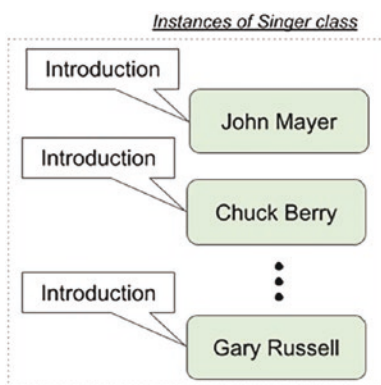 Instances of Singer class
Introduction
John Mayer
Introduction
Chuck Berry
Introduction
Gary Russell